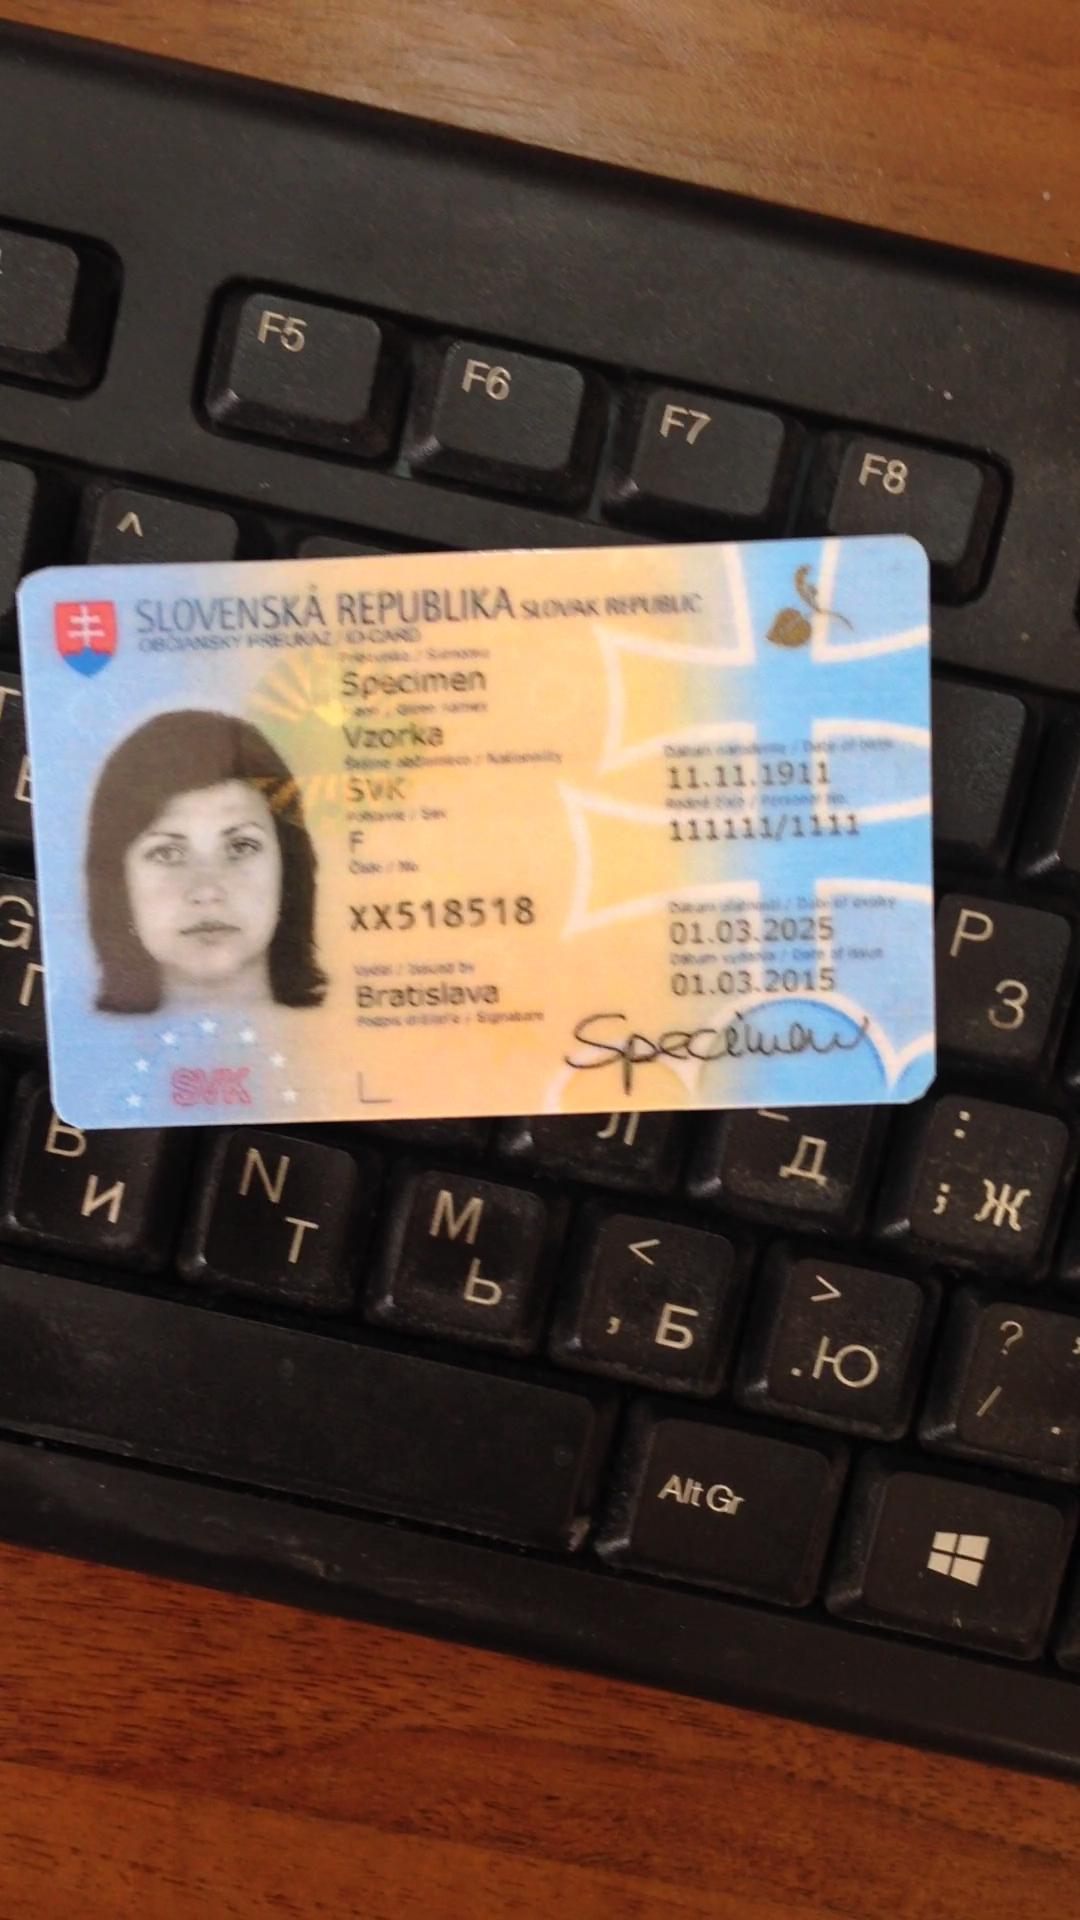 F5
F6
F7
F8
^
SLOVENSKÁ REPUBLIKA SLOVAK REPUBLIC
OBČIANSKY PREUKAZ / ID-CARD
Priezvisko / Surname
Specimen
Given names
Vzorka
Štátne občianstvo / Nationality
SVK
Pohlavie / Sex
F
Číslo / No
XX518518
Vydal / Issued by
Bratislava
Podpis držiteľa / Signature
Dátum narodenia / Date of birth
11.11.1911
Rodné číslo / Personal No.
111111/1111
Dátum platnosti / Date of expiry
01.03.2025
Dátum vydania / Date of issue
01.03.2015
Specimen
SVK
G
P
З
B
И
N
Т
M
Ь
Л
Д
:
; Ж
<
, Б
>
. Ю
?
/
.
Alt Gr